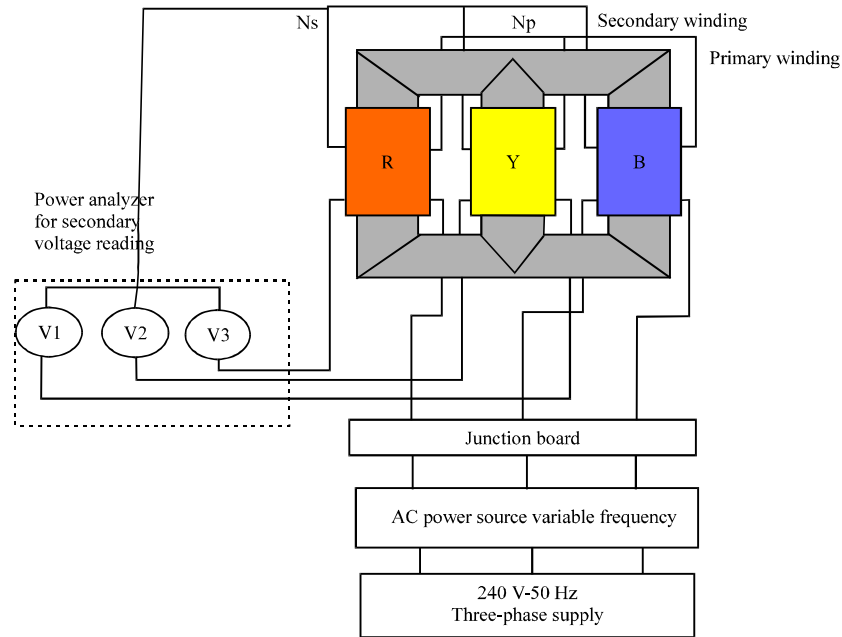 Ns
Np
Secondary winding
Primary winding
R
Y
B
Power analyzer
for secondary
voltage reading
V1
V2
V3
Junction board
AC power source variable frequency
240 V-50 Hz
Three-phase supply